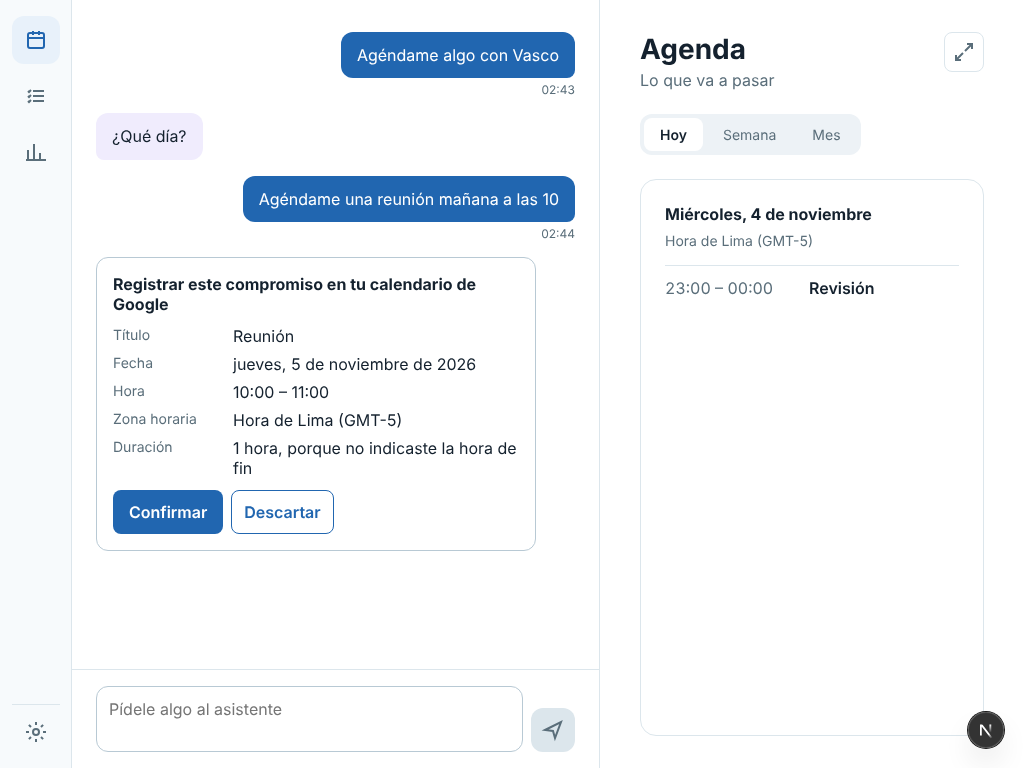 Agéndame algo con Vasco
02:43
¿Qué día?
Agéndame una reunión mañana a las 10
02:44
Registrar este compromiso en tu calendario de
Google
Título Reunión
Fecha jueves, 5 de noviembre de 2026
Hora 10:00 – 11:00
Zona horaria Hora de Lima (GMT-5)
Duración 1 hora, porque no indicaste la hora de
fin
Confirmar Descartar
Pídele algo al asistente
Agenda
Lo que va a pasar
Hoy Semana Mes
Miércoles, 4 de noviembre
Hora de Lima (GMT-5)
23:00 – 00:00 Revisión
N